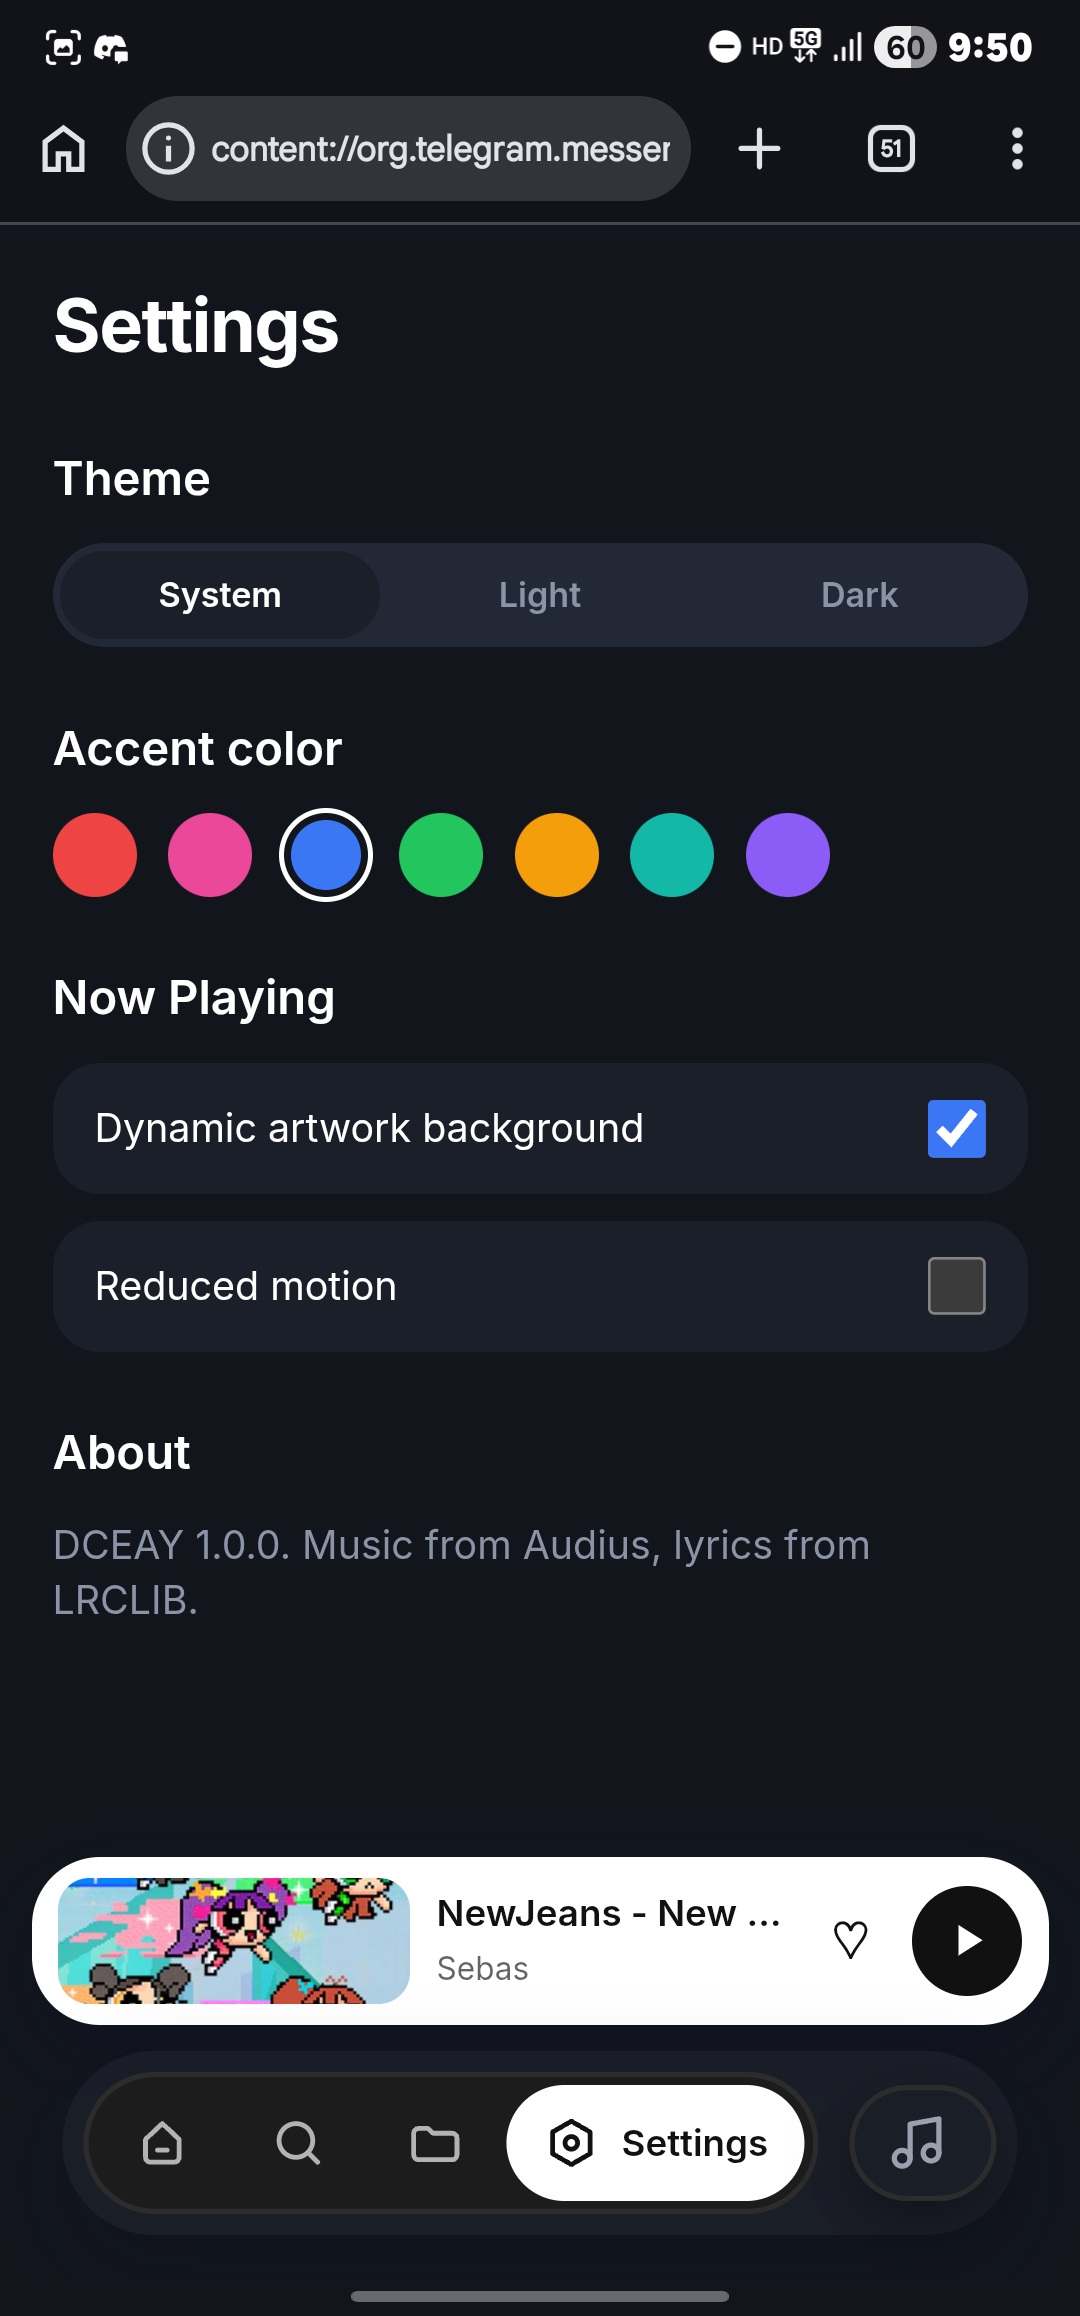 HD 5G 60 9:50
content://org.telegram.messer
51
Settings
Theme
System Light Dark
Accent color
Now Playing
Dynamic artwork background
Reduced motion
About
DCEAY 1.0.0. Music from Audius, lyrics from
LRCLIB.
NewJeans - New ...
Sebas
Settings